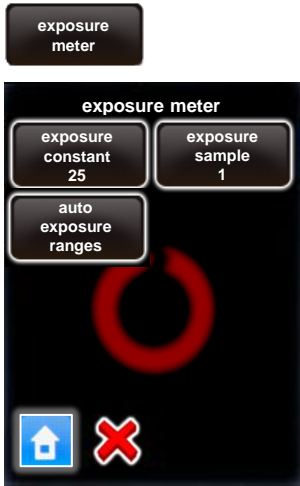 exposure
meter
exposure meter
exposure
constant
25
exposure
sample
1
auto
exposure
ranges